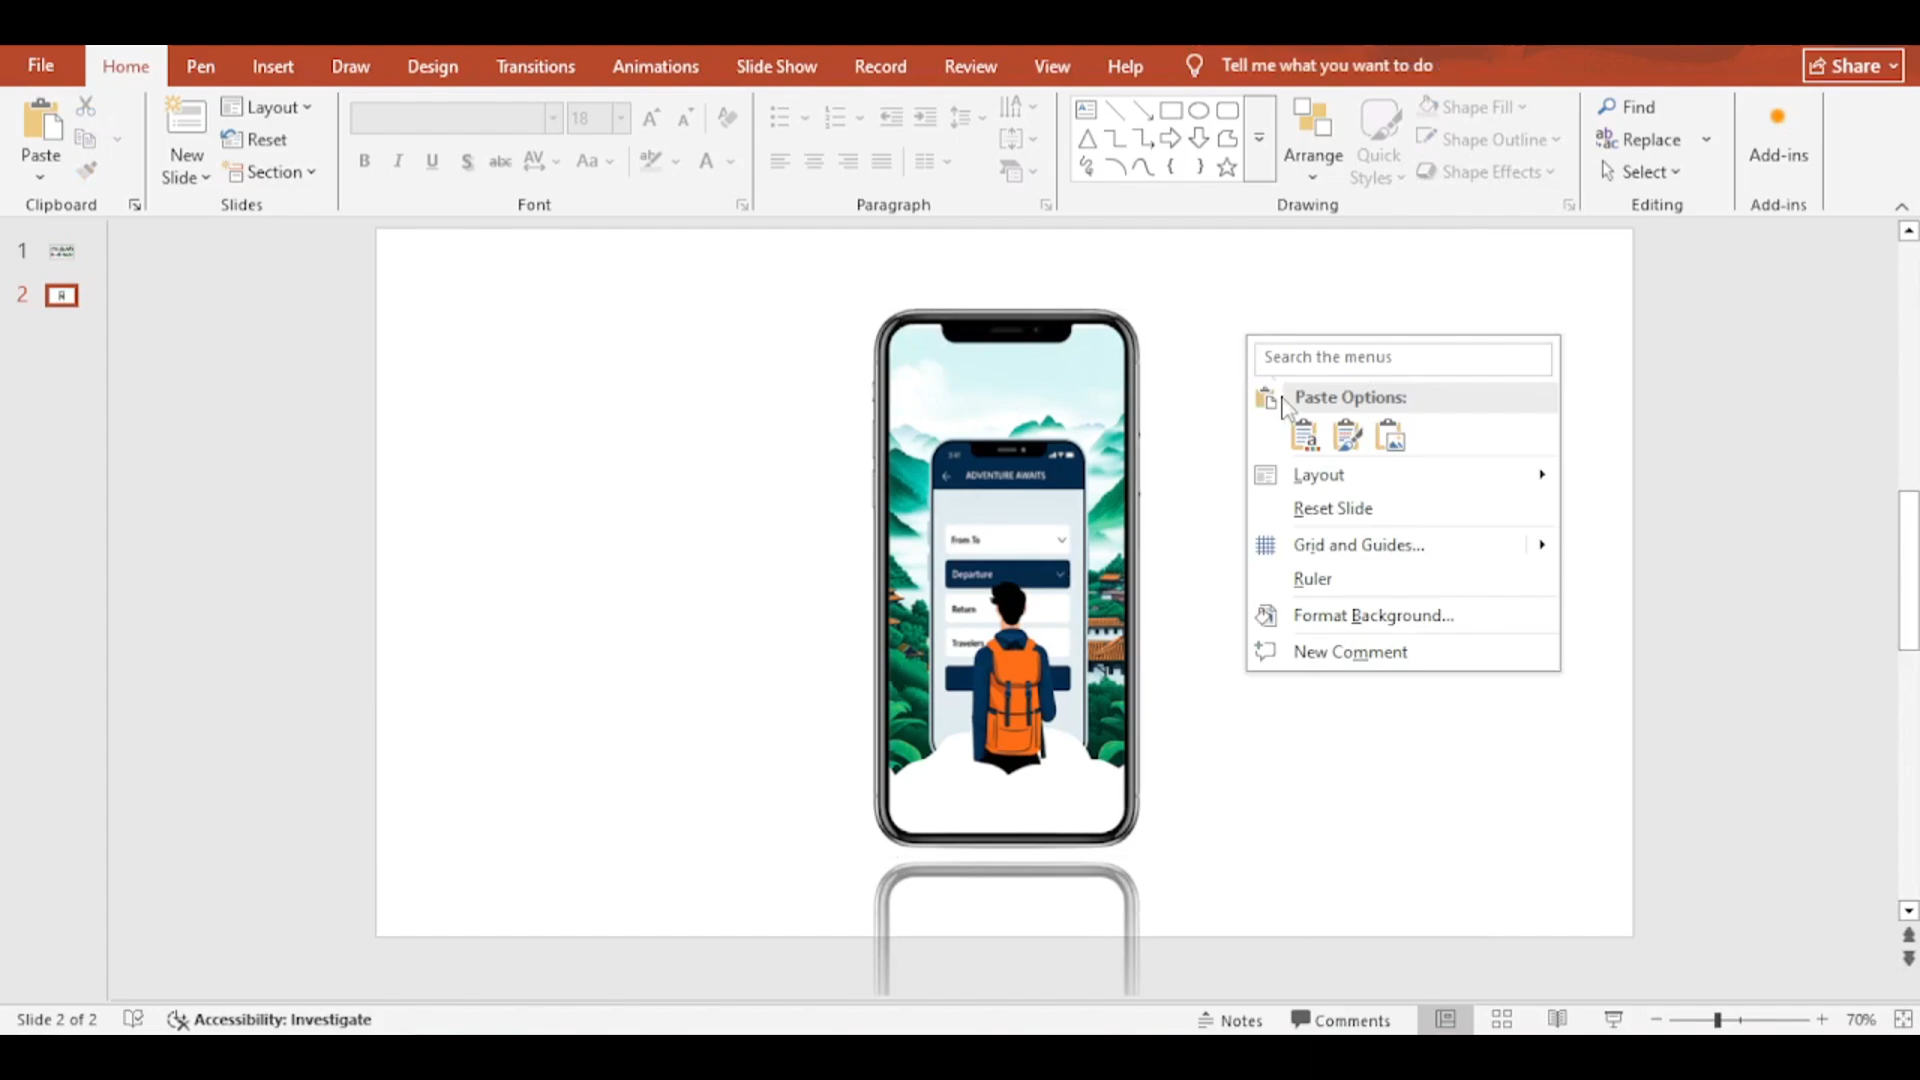 File Home Pen Insert Draw Design Transitions Animations Slide Show Record Review View Help Tell me what you want to do Share
Paste
New Slide
Layout
Reset
Section
18
B I U S abc AV Aa A
Arrange
Quick Styles
Shape Fill
Shape Outline
Shape Effects
Find
Replace
Select
Add-ins
Clipboard Slides Font Paragraph Drawing Editing Add-ins
1
2
ADVENTURE AWAITS
From To
Departure
Return
Travelers
Search the menus
Paste Options:
Layout
Reset Slide
Grid and Guides...
Ruler
Format Background...
New Comment
Slide 2 of 2 Accessibility: Investigate Notes Comments 70%